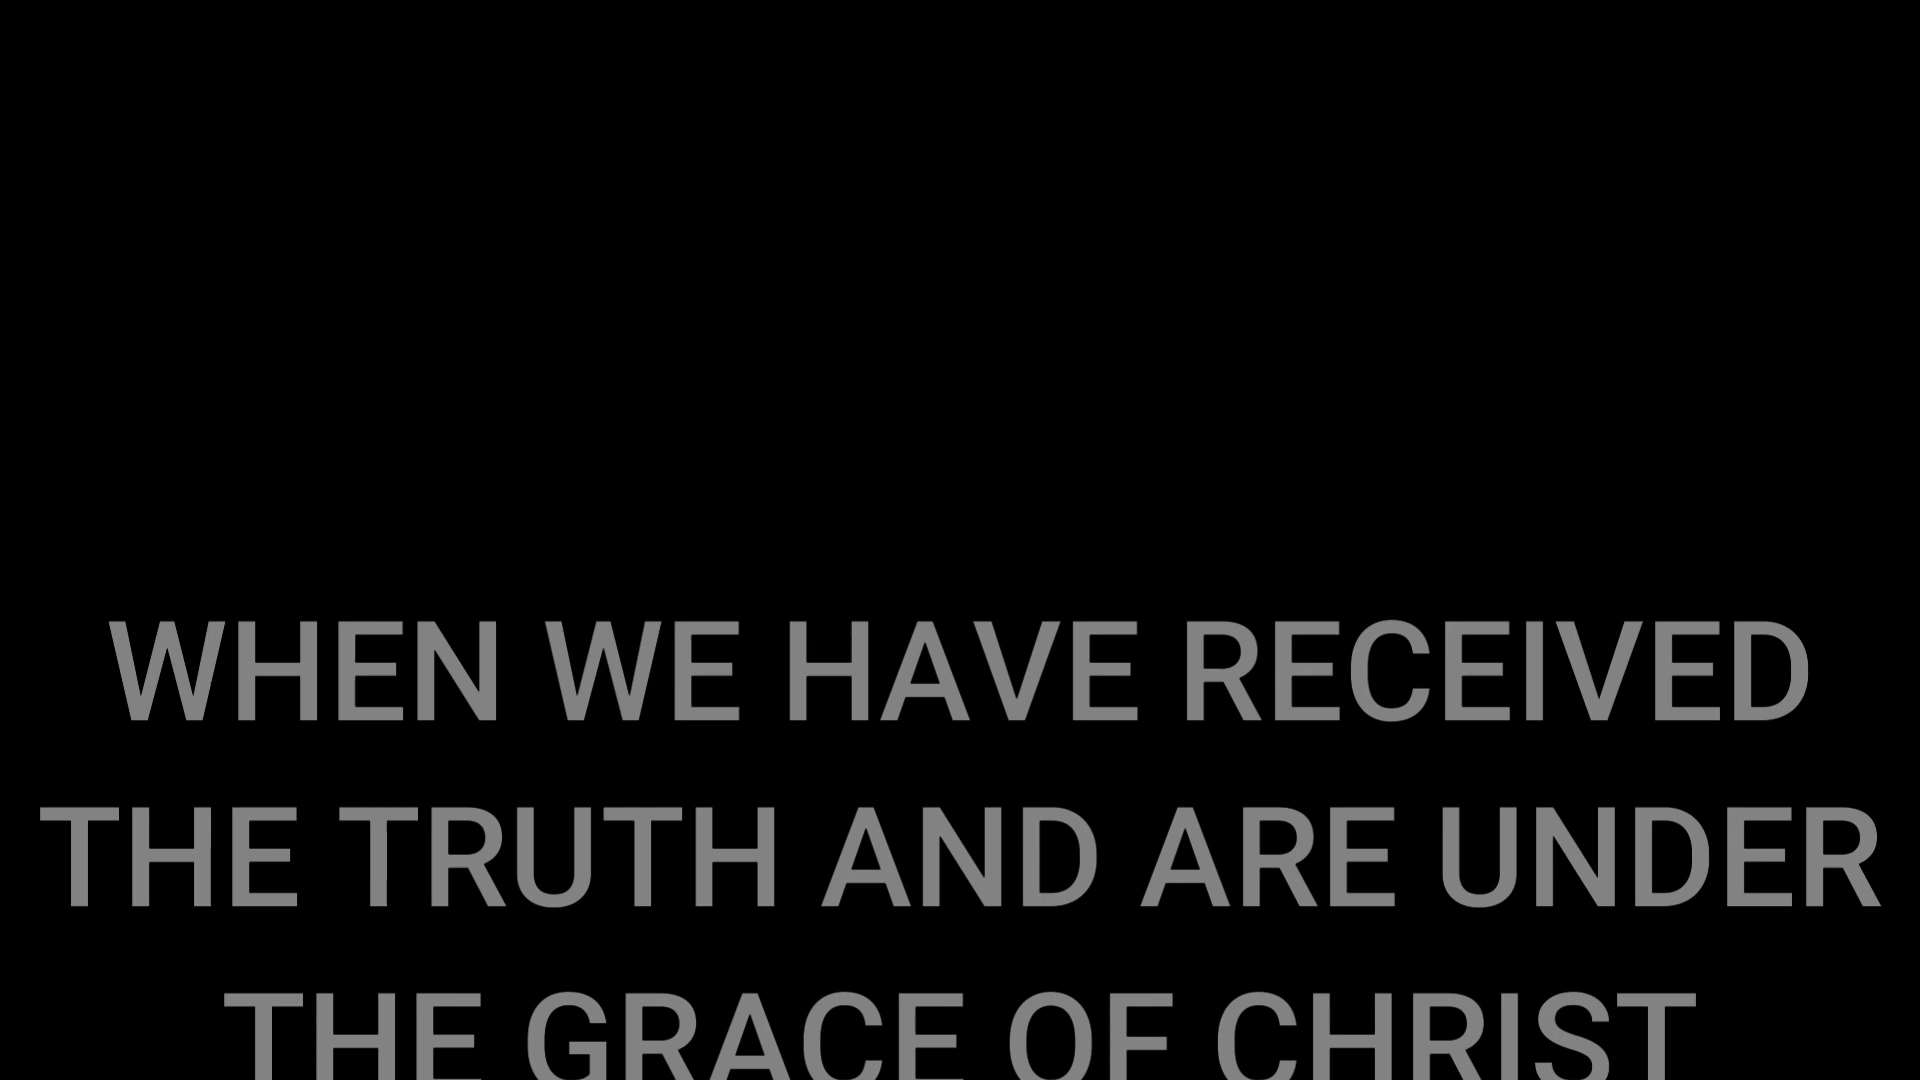 WHEN WE HAVE RECEIVED
THE TRUTH AND ARE UNDER
THE GRACE OF CHRIST